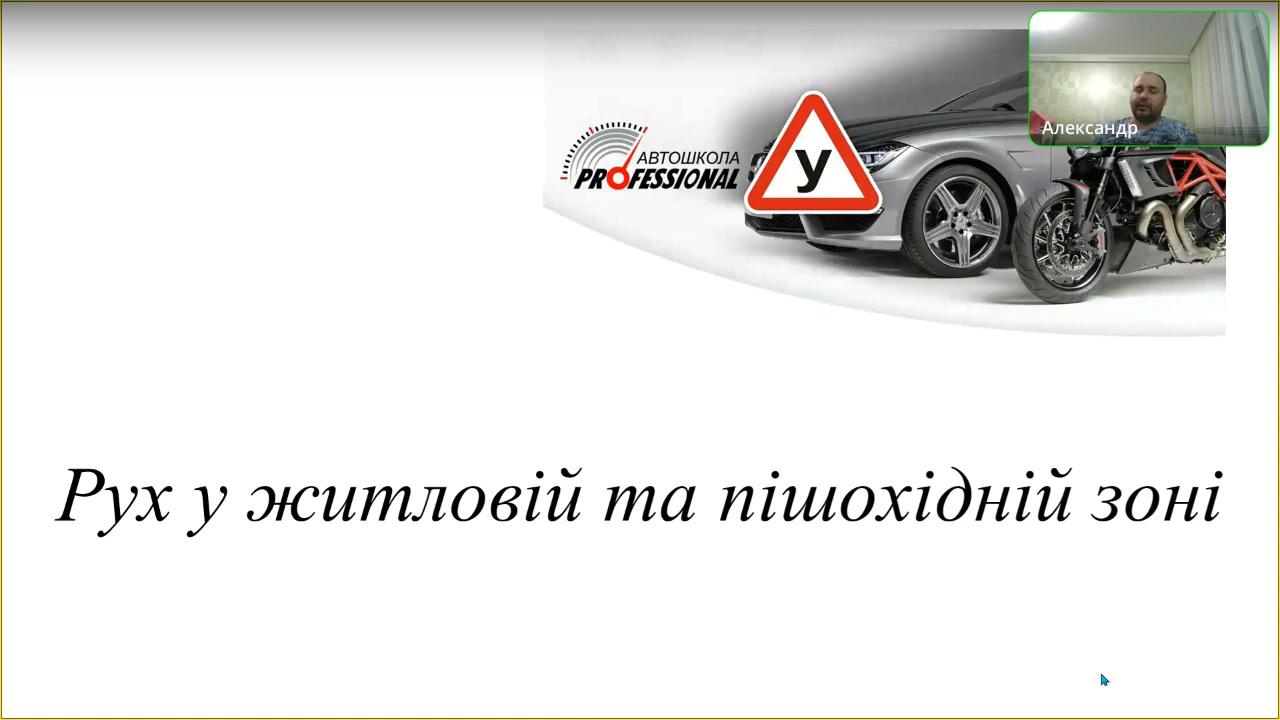 АВТОШКОЛА
PROFESSIONAL
У
Александр
Рух у житловій та пішохідній зоні